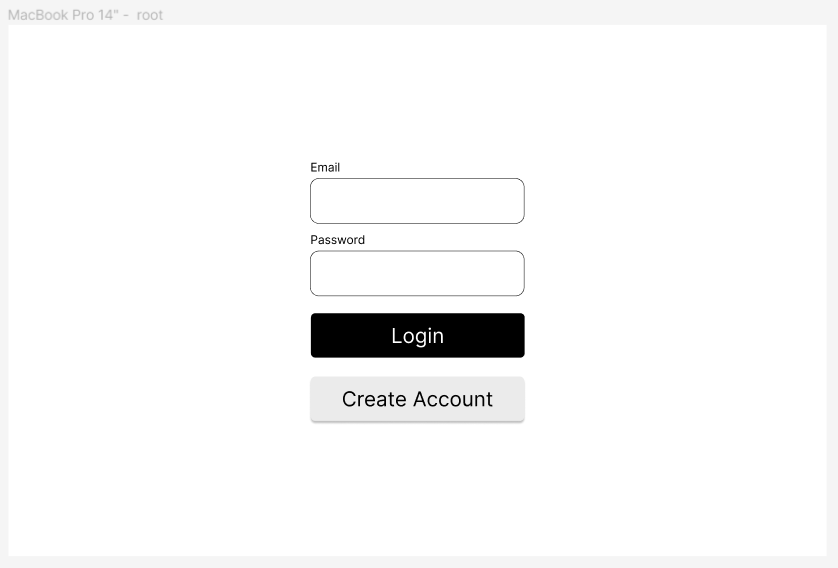 MacBook Pro 14" - root
Email
Password
Login
Create Account